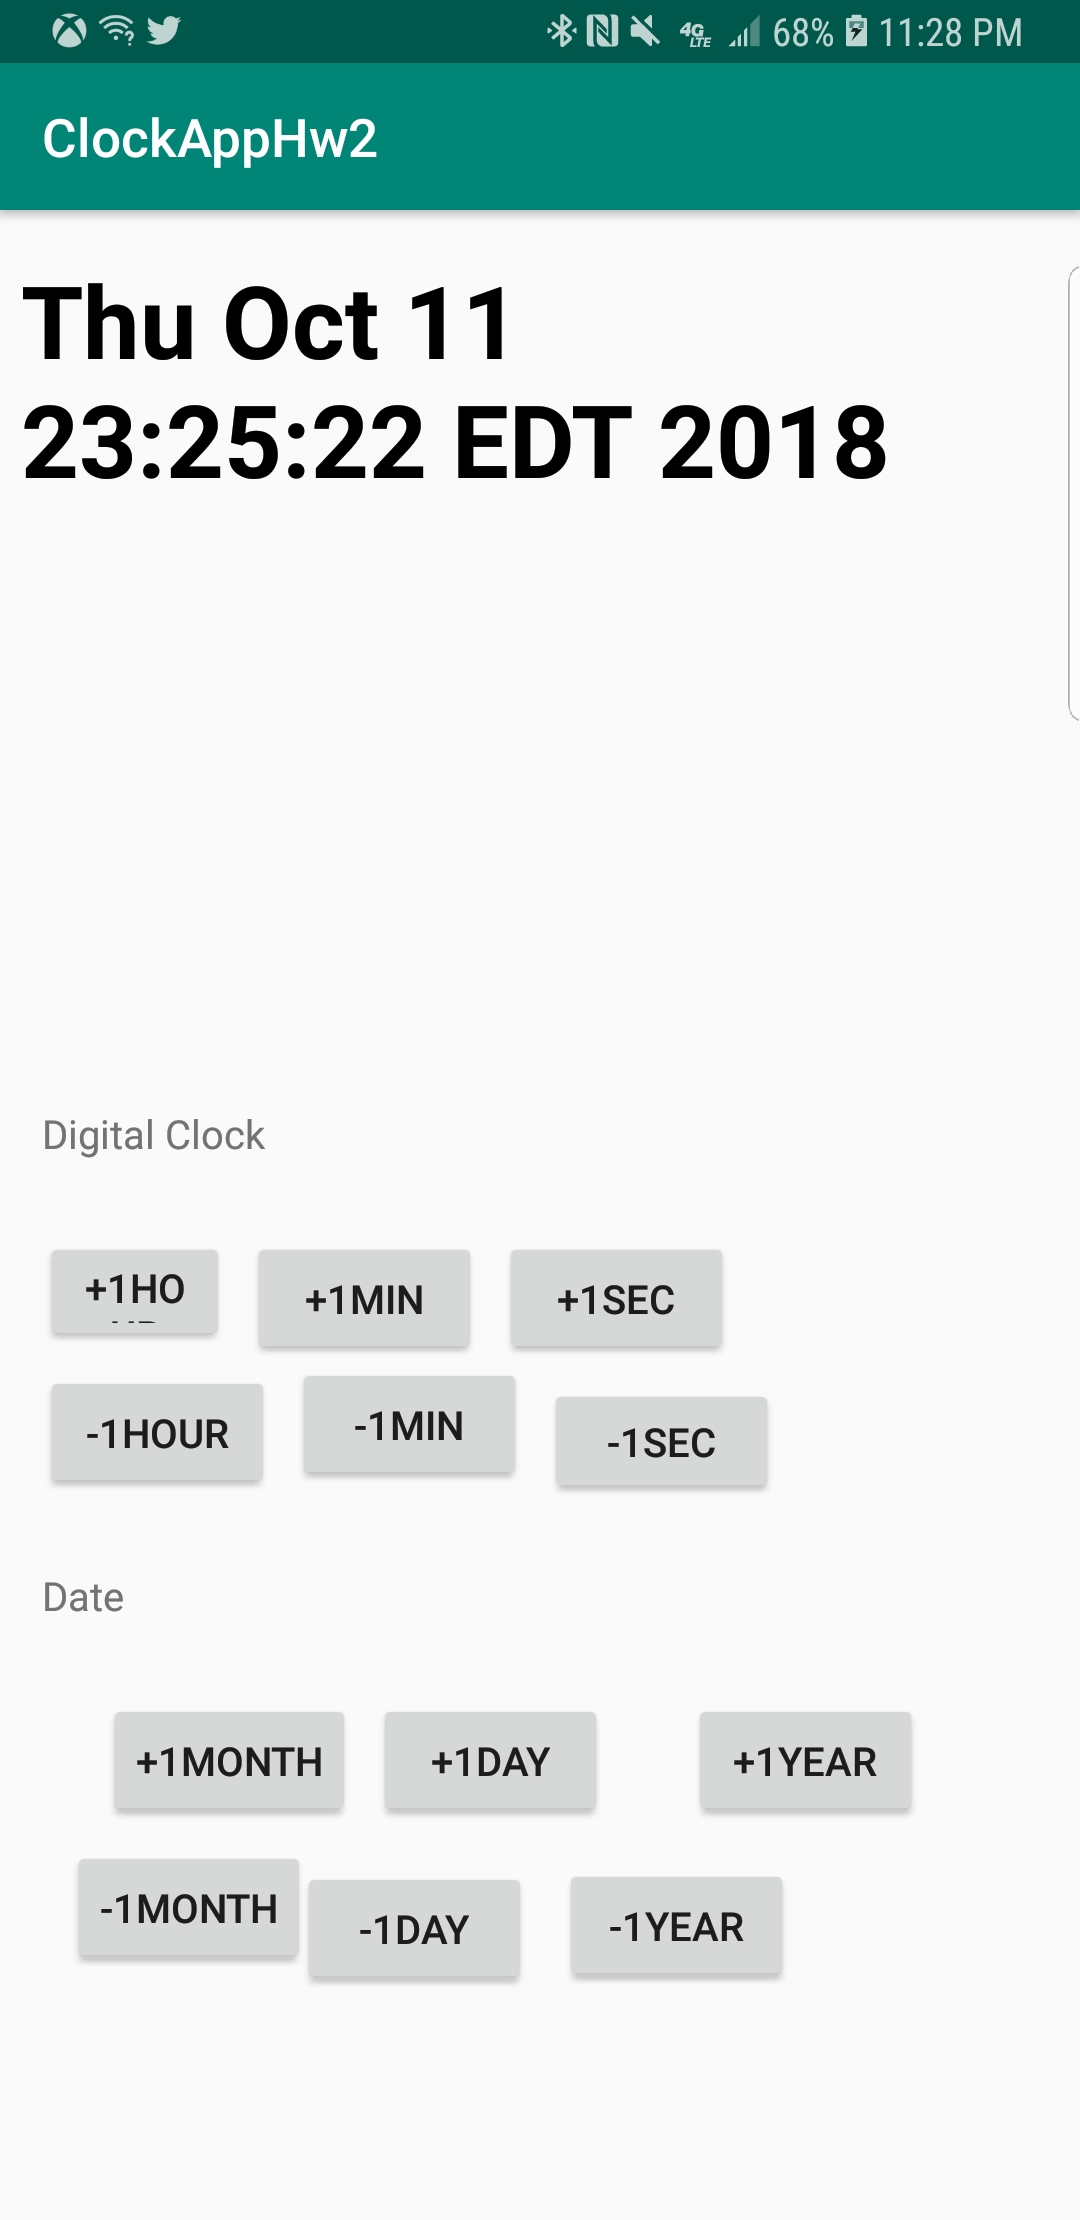 4G LTE 68% 11:28 PM
ClockAppHw2
Thu Oct 11
23:25:22 EDT 2018
Digital Clock
+1HO
+1MIN +1SEC
-1HOUR -1MIN -1SEC
Date
+1MONTH +1DAY +1YEAR
-1MONTH -1DAY -1YEAR